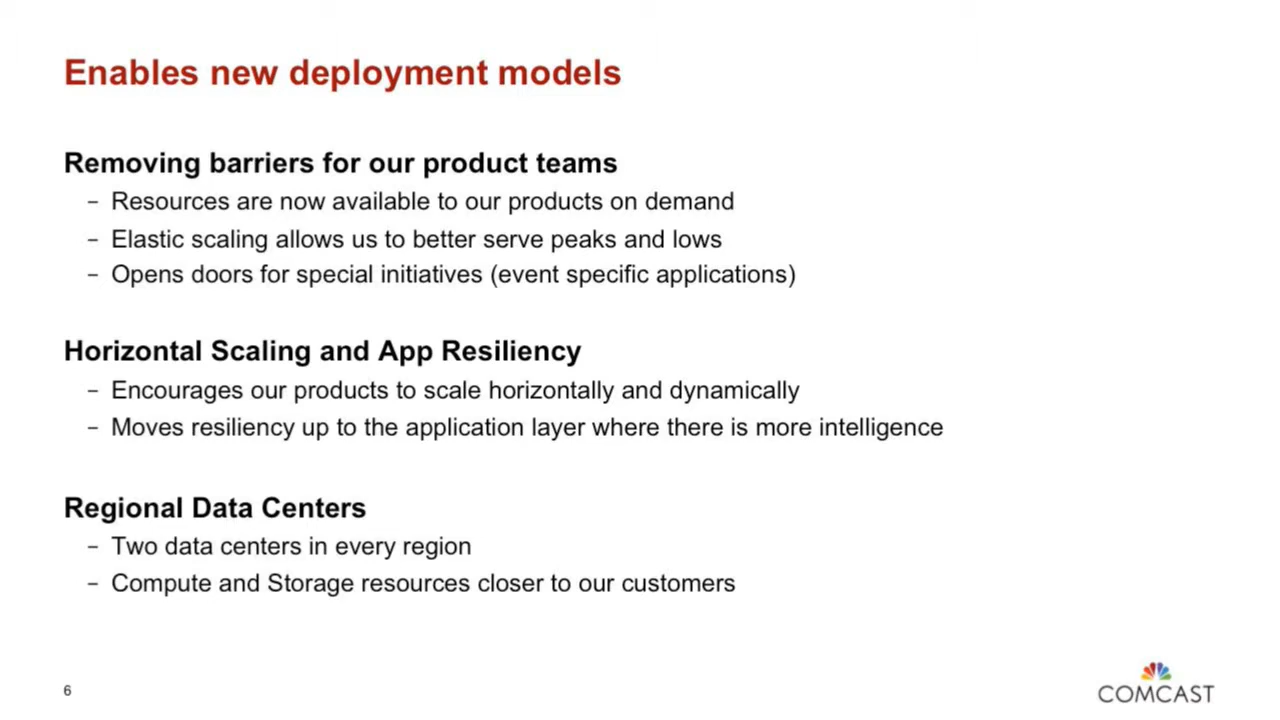 Enables new deployment models
Removing barriers for our product teams
– Resources are now available to our products on demand
– Elastic scaling allows us to better serve peaks and lows
– Opens doors for special initiatives (event specific applications)
Horizontal Scaling and App Resiliency
– Encourages our products to scale horizontally and dynamically
– Moves resiliency up to the application layer where there is more intelligence
Regional Data Centers
– Two data centers in every region
– Compute and Storage resources closer to our customers
6
COMCAST